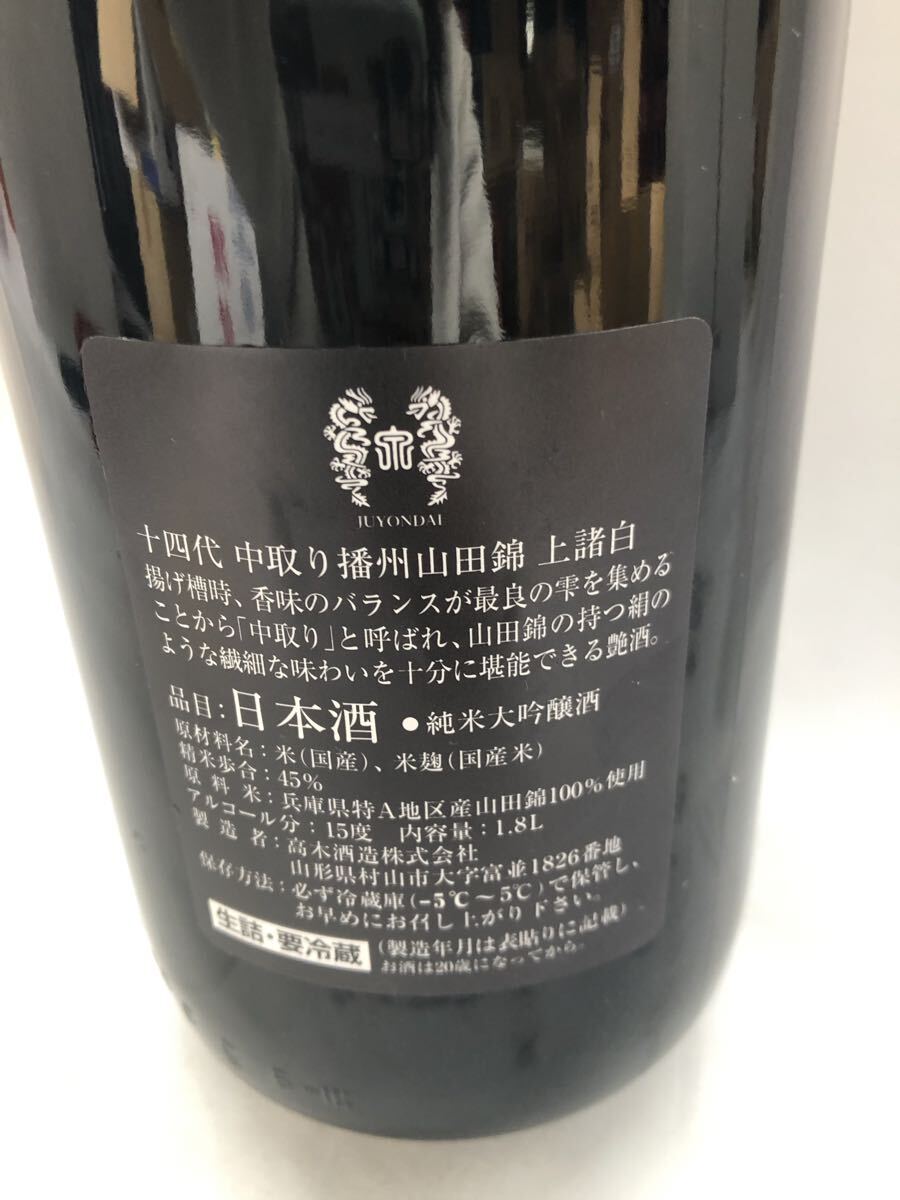 JUYONDAI
十四代 中取り播州山田錦 上諸白
揚げ槽時、香味のバランスが最良の雫を集める
ことから「中取り」と呼ばれ、山田錦の持つ絹の
ような繊細な味わいを十分に堪能できる艶酒。
品目：日本酒 ●純米大吟醸酒
原材料名：米（国産）、米麹（国産米）
精米歩合：45%
原料米：兵庫県特A地区産山田錦100%使用
アルコール分：15度 内容量：1.8L
製造者：高木酒造株式会社
山形県村山市大字富並1826番地
保存方法：必ず冷蔵庫（-5℃〜5℃）で保管し、
お早めにお召し上がり下さい。
生詰・要冷蔵 （製造年月は表貼りに記載）
お酒は20歳になってから。